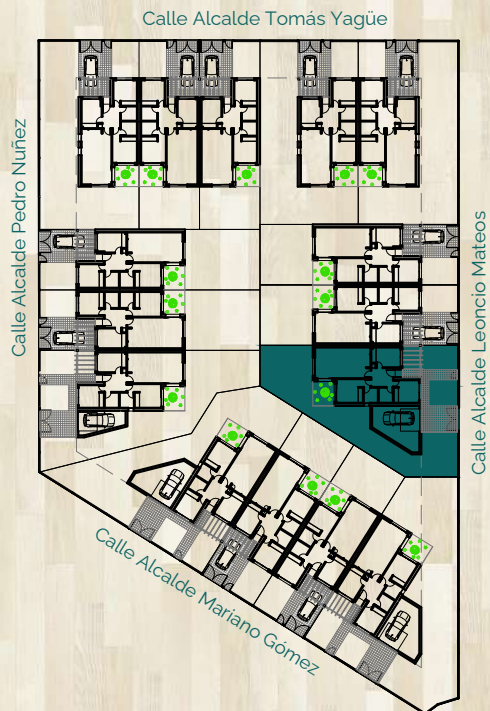 Calle Alcalde Tomás Yagüe
Calle Alcalde Pedro Nuñez
Calle Alcalde Leoncio Mateos
Calle Alcalde Mariano Gómez